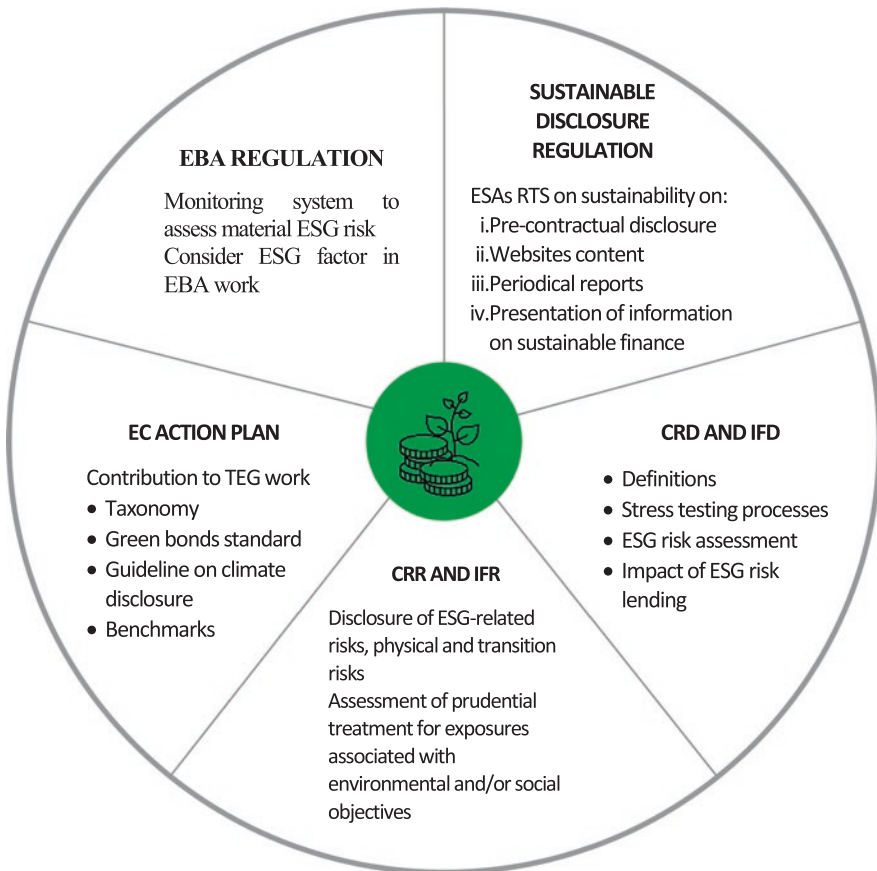 EBA REGULATION
Monitoring system to
assess material ESG risk
Consider ESG factor in
EBA work
SUSTAINABLE
DISCLOSURE
REGULATION
ESAs RTS on sustainability on:
i.Pre-contractual disclosure
ii.Websites content
iii.Periodical reports
iv.Presentation of information
on sustainable finance
EC ACTION PLAN
Contribution to TEG work
• Taxonomy
• Green bonds standard
• Guideline on climate
disclosure
• Benchmarks
CRD AND IFD
• Definitions
• Stress testing processes
• ESG risk assessment
• Impact of ESG risk
lending
CRR AND IFR
Disclosure of ESG-related
risks, physical and transition
risks
Assessment of prudential
treatment for exposures
associated with
environmental and/or social
objectives